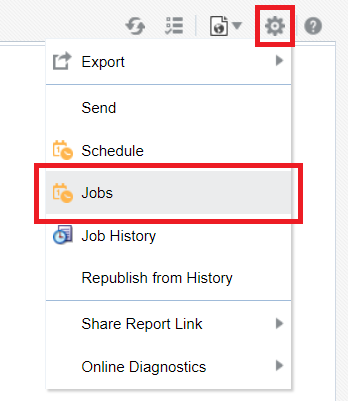 Export
Send
Schedule
Jobs
Job History
Republish from History
Share Report Link
Online Diagnostics